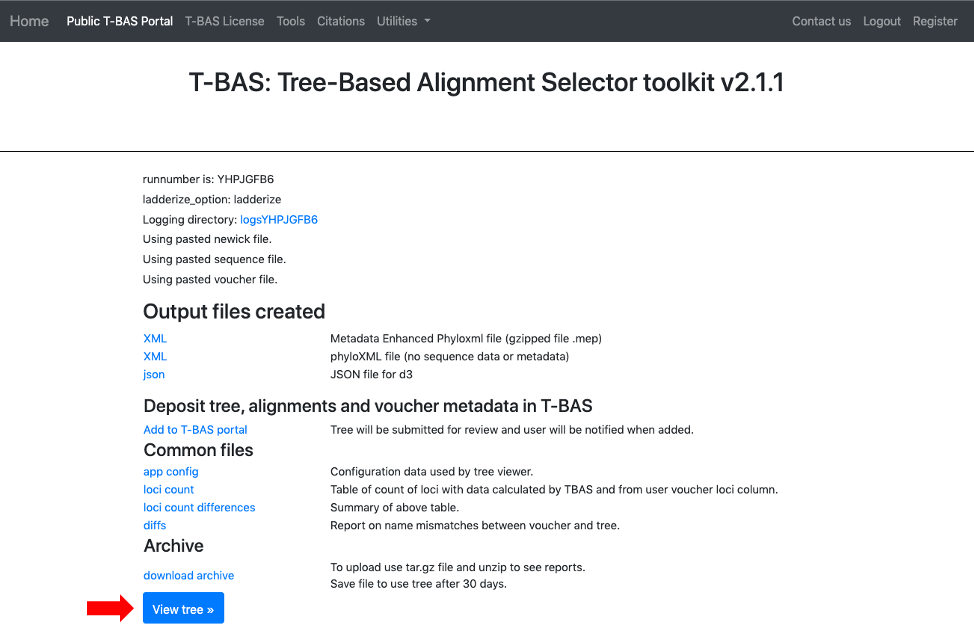 Home Public T-BAS Portal T-BAS License Tools Citations Utilities Contact us Logout Register
T-BAS: Tree-Based Alignment Selector toolkit v2.1.1
runnumber is: YHPJGFB6
ladderize_option: ladderize
Logging directory: logsYHPJGFB6
Using pasted newick file.
Using pasted sequence file.
Using pasted voucher file.
Output files created
XML Metadata Enhanced Phyloxml file (gzipped file .mep)
XML phyloXML file (no sequence data or metadata)
json JSON file for d3
Deposit tree, alignments and voucher metadata in T-BAS
Add to T-BAS portal Tree will be submitted for review and user will be notified when added.
Common files
app config Configuration data used by tree viewer.
loci count Table of count of loci with data calculated by TBAS and from user voucher loci column.
loci count differences Summary of above table.
diffs Report on name mismatches between voucher and tree.
Archive
download archive To upload use tar.gz file and unzip to see reports.
Save file to use tree after 30 days.
View tree »